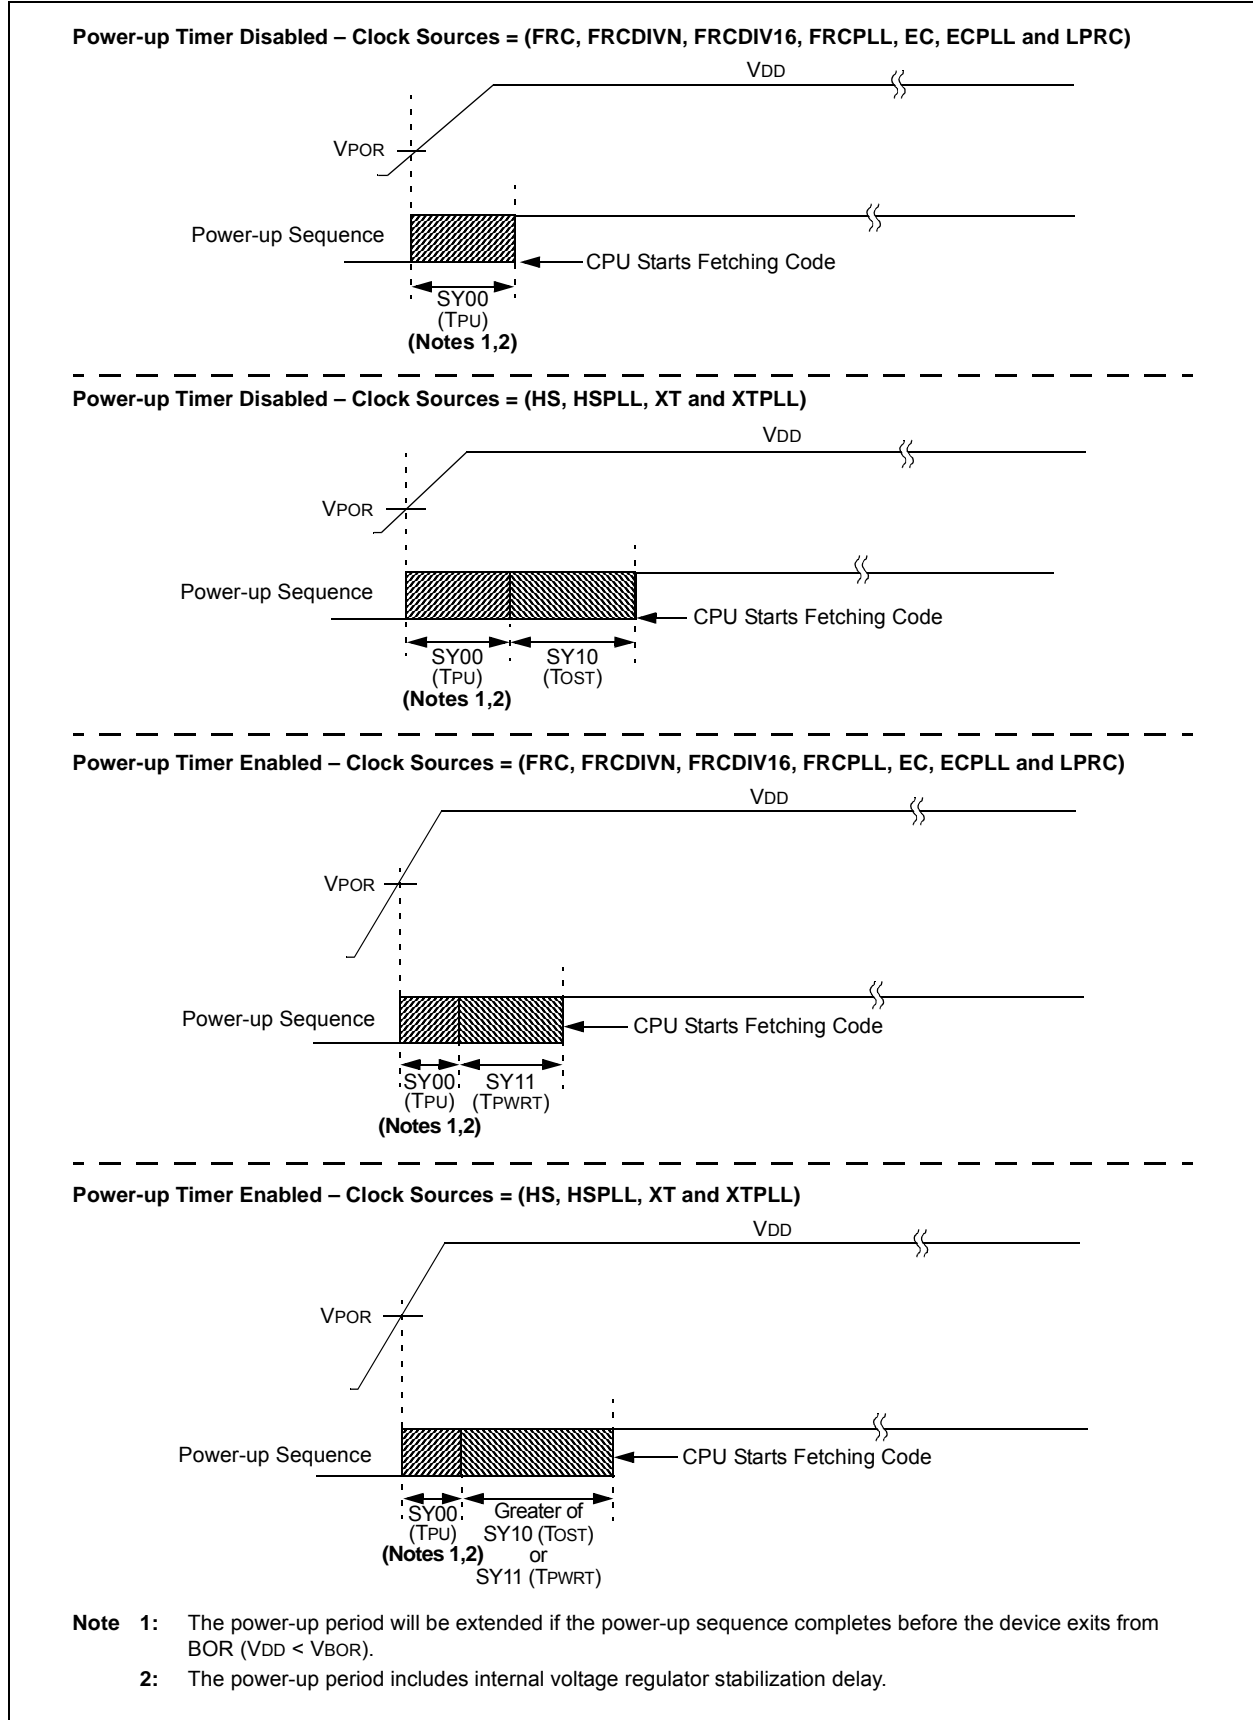 Power-up Timer Disabled – Clock Sources = (FRC, FRCDIVN, FRCDIV16, FRCPLL, EC, ECPLL and LPRC)
VDD
VPOR
Power-up Sequence
CPU Starts Fetching Code
SY00
(TPU)
(Notes 1,2)
Power-up Timer Disabled – Clock Sources = (HS, HSPLL, XT and XTPLL)
VDD
VPOR
Power-up Sequence
CPU Starts Fetching Code
SY00 SY10
(TPU) (TOST)
(Notes 1,2)
Power-up Timer Enabled – Clock Sources = (FRC, FRCDIVN, FRCDIV16, FRCPLL, EC, ECPLL and LPRC)
VDD
VPOR
Power-up Sequence
CPU Starts Fetching Code
SY00 SY11
(TPU) (TPWRT)
(Notes 1,2)
Power-up Timer Enabled – Clock Sources = (HS, HSPLL, XT and XTPLL)
VDD
VPOR
Power-up Sequence
CPU Starts Fetching Code
SY00 Greater of
(TPU) SY10 (TOST)
(Notes 1,2) or
SY11 (TPWRT)
Note 1: The power-up period will be extended if the power-up sequence completes before the device exits from
BOR (VDD < VBOR).
2: The power-up period includes internal voltage regulator stabilization delay.